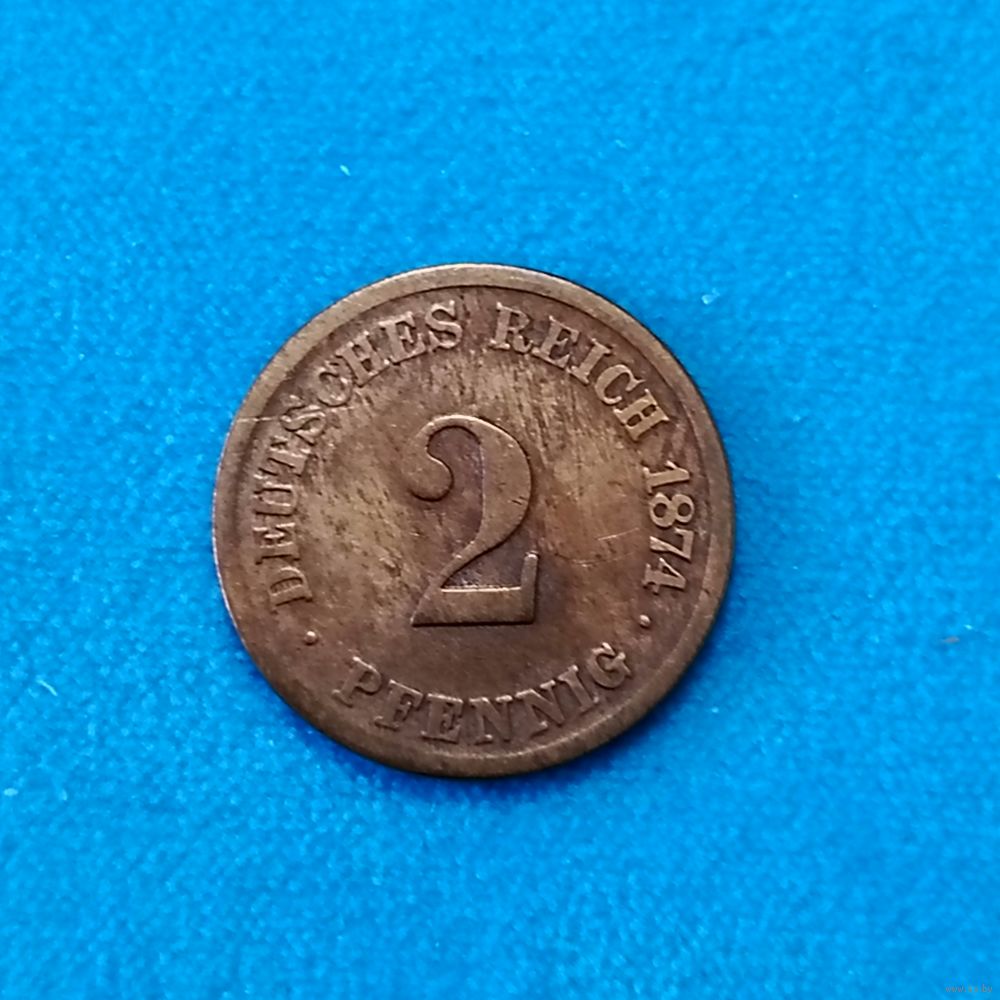 DEUTSCHES REICH 1874
2
· PFENNIG ·